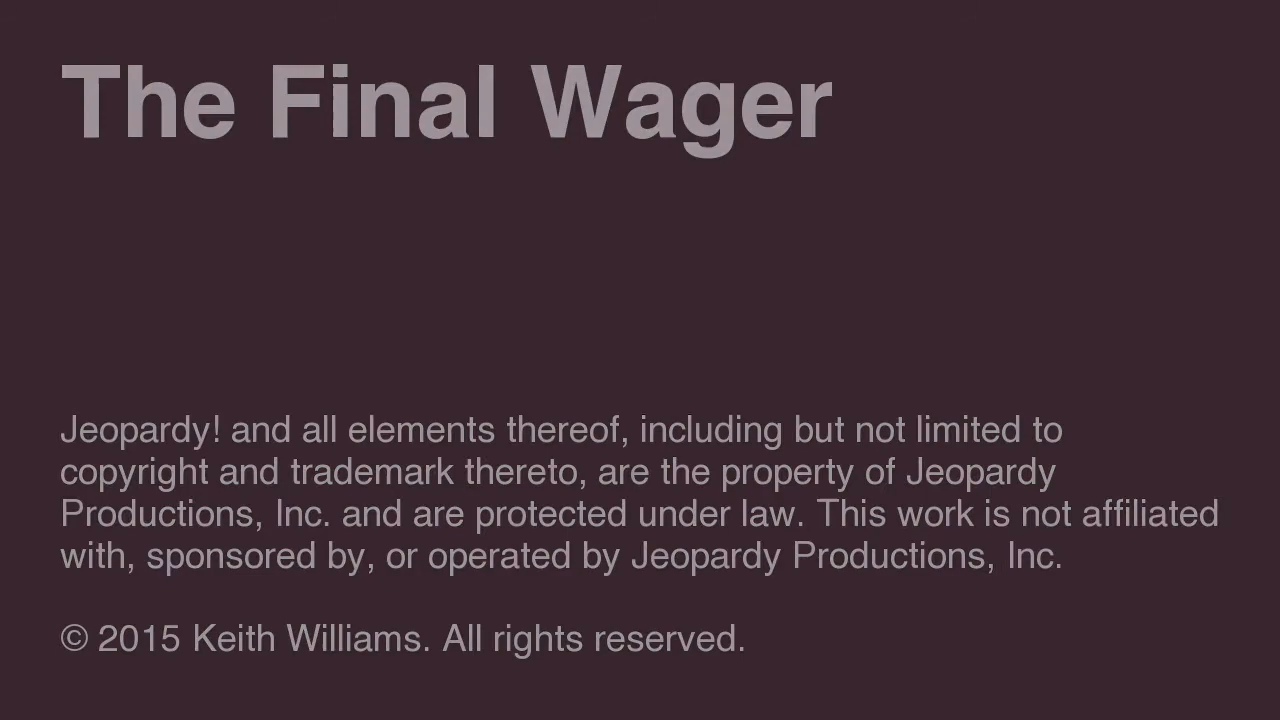 The Final Wager
Jeopardy! and all elements thereof, including but not limited to
copyright and trademark thereto, are the property of Jeopardy
Productions, Inc. and are protected under law. This work is not affiliated
with, sponsored by, or operated by Jeopardy Productions, Inc.
© 2015 Keith Williams. All rights reserved.